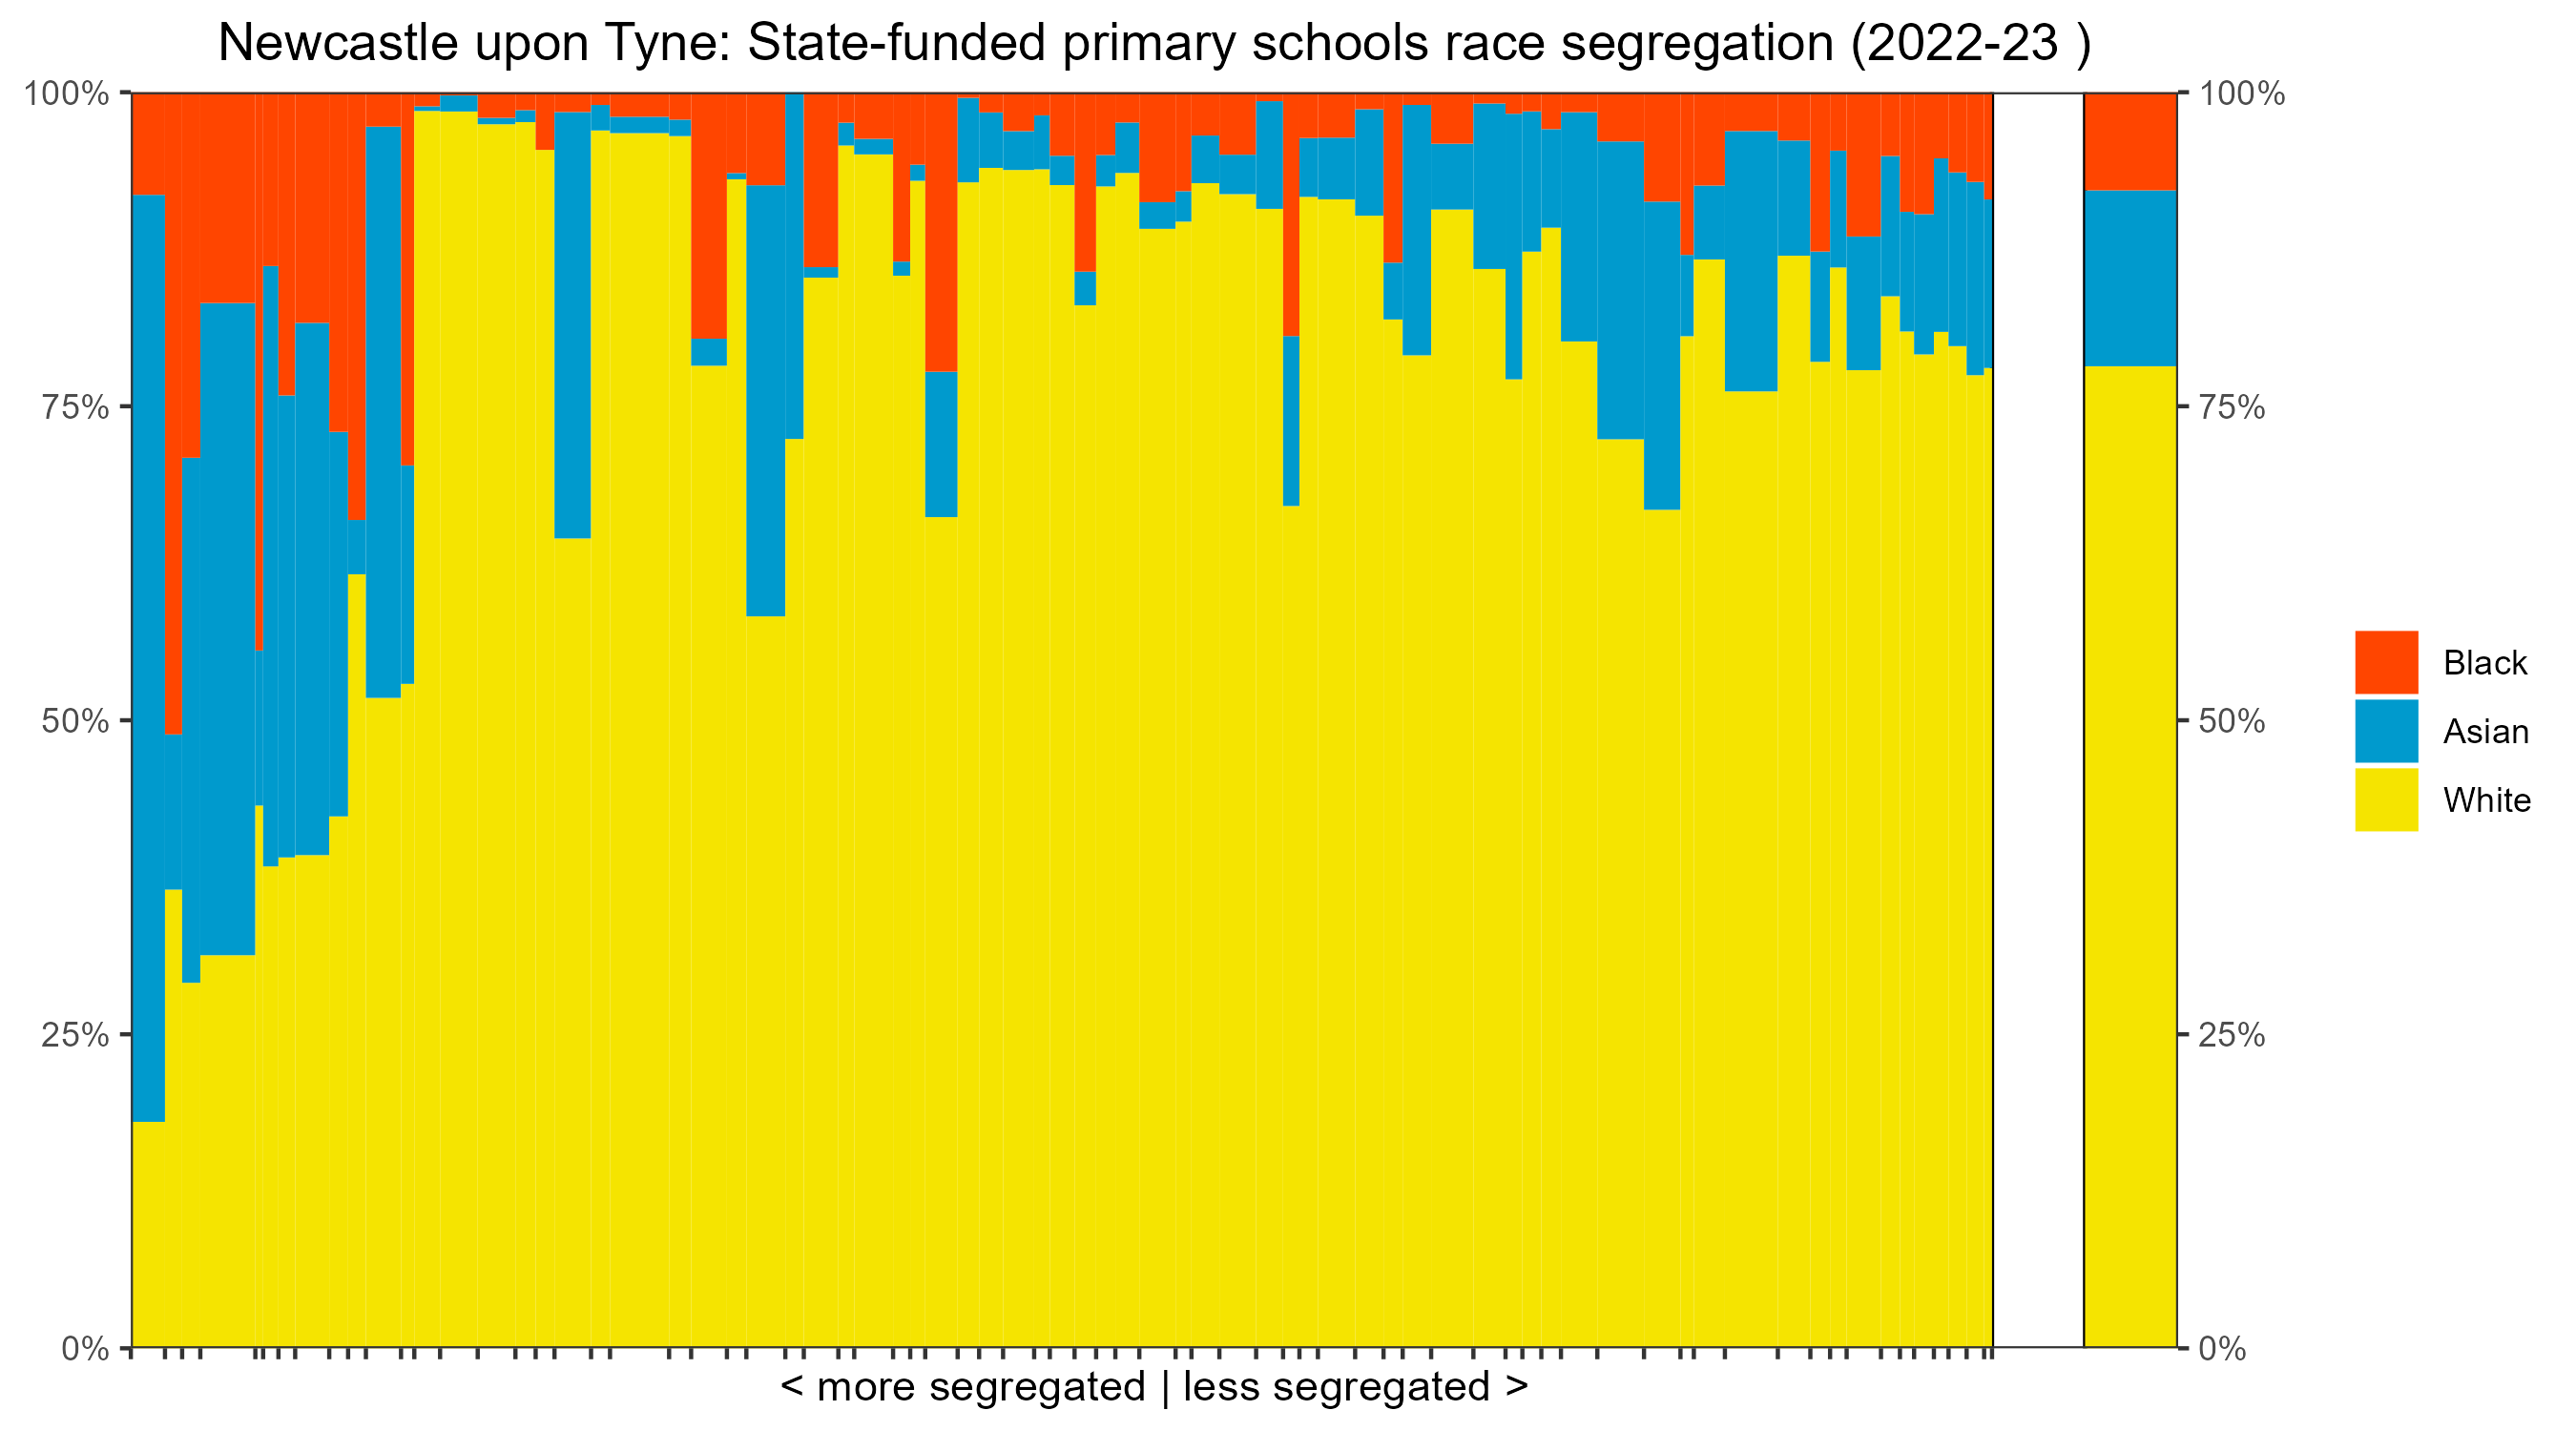 Newcastle upon Tyne: State-funded primary schools race segregation (2022-23 )
100%
75%
50%
25%
0%
100%
75%
50%
25%
0%
Black
Asian
White
< more segregated | less segregated >